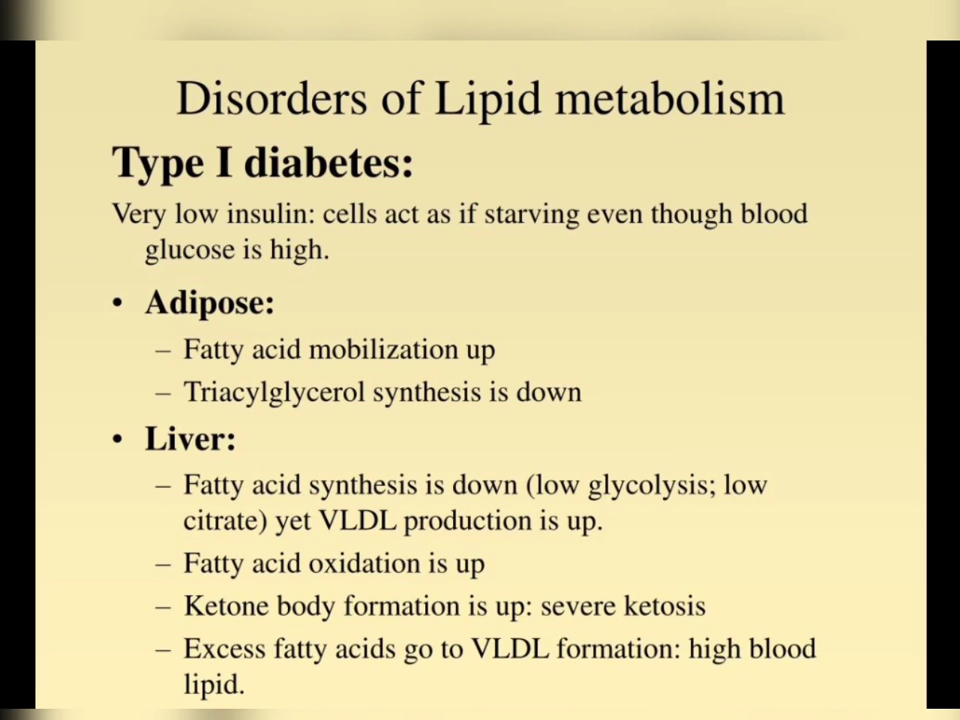 Disorders of Lipid metabolism
Type I diabetes:
Very low insulin: cells act as if starving even though blood
glucose is high.
• Adipose:
– Fatty acid mobilization up
– Triacylglycerol synthesis is down
• Liver:
– Fatty acid synthesis is down (low glycolysis; low
citrate) yet VLDL production is up.
– Fatty acid oxidation is up
– Ketone body formation is up: severe ketosis
– Excess fatty acids go to VLDL formation: high blood
lipid.